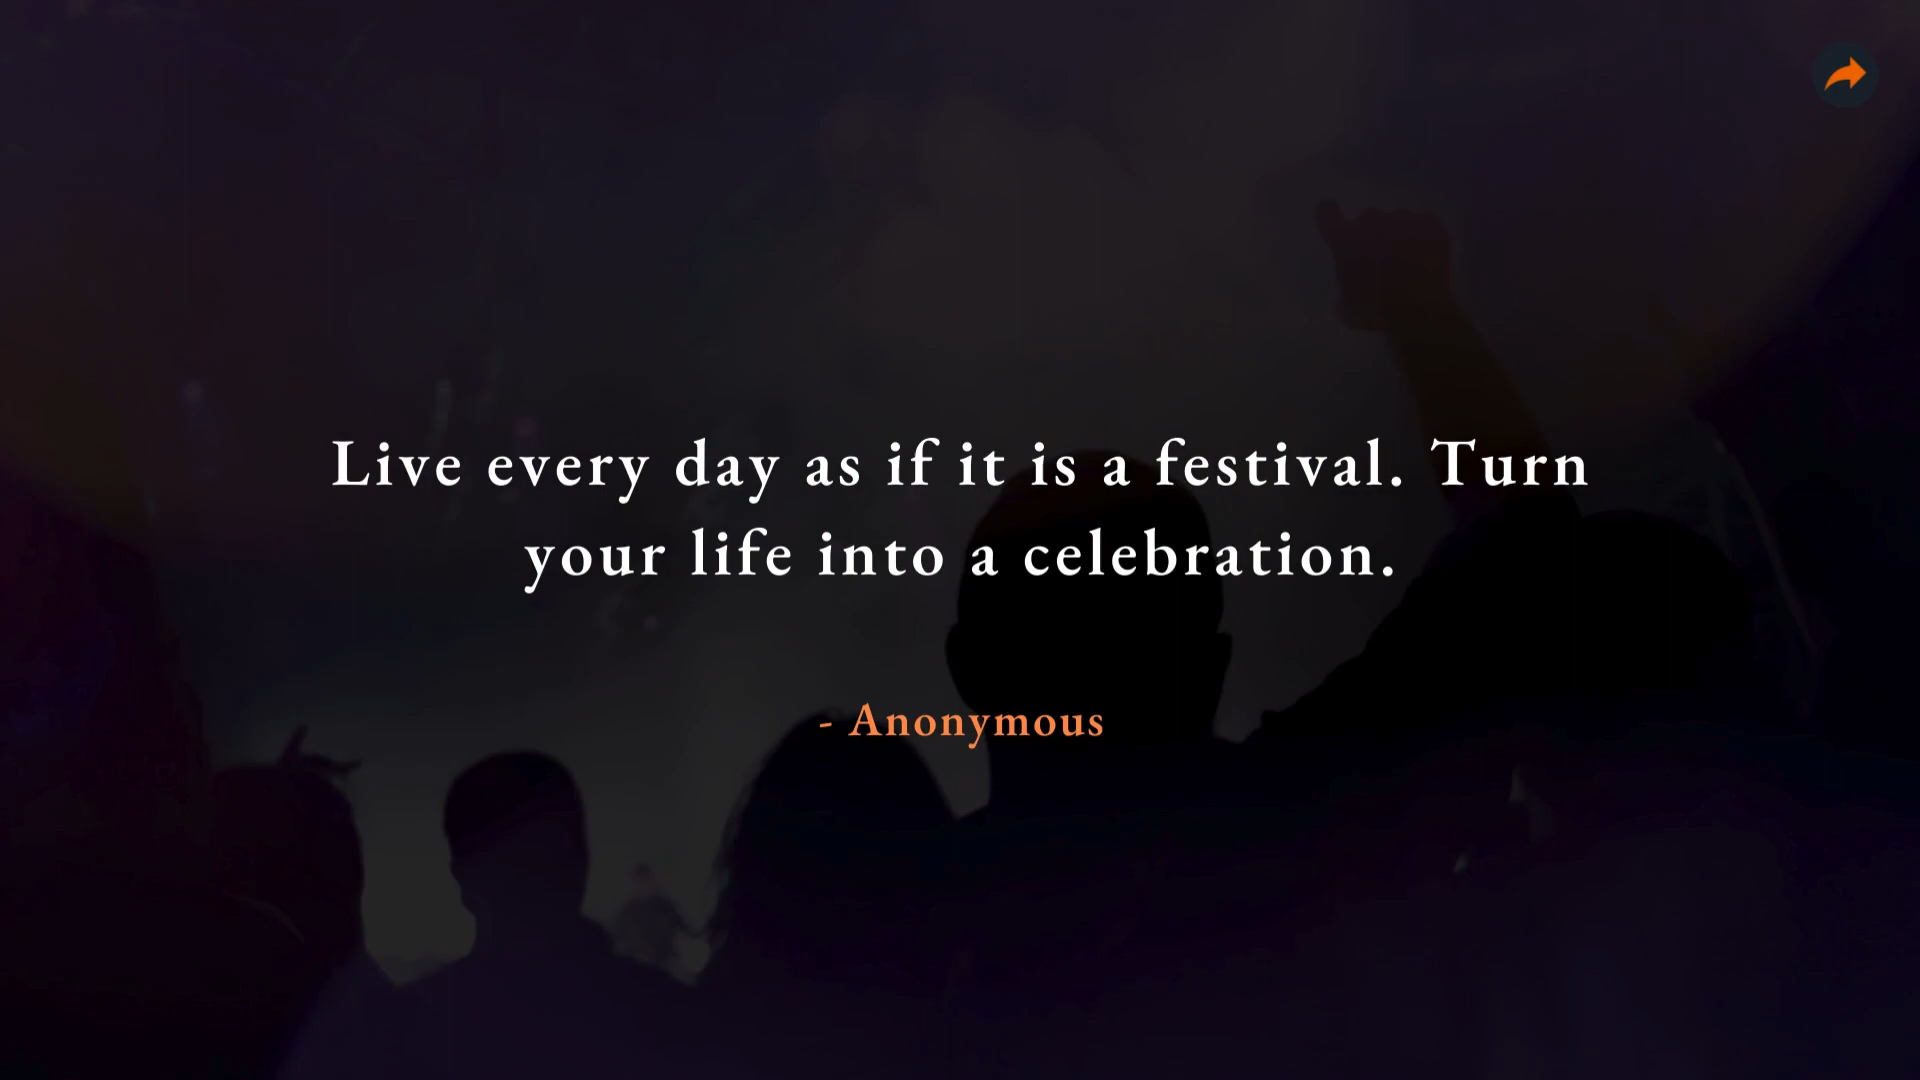 Live every day as if it is a festival. Turn
your life into a celebration.
- Anonymous